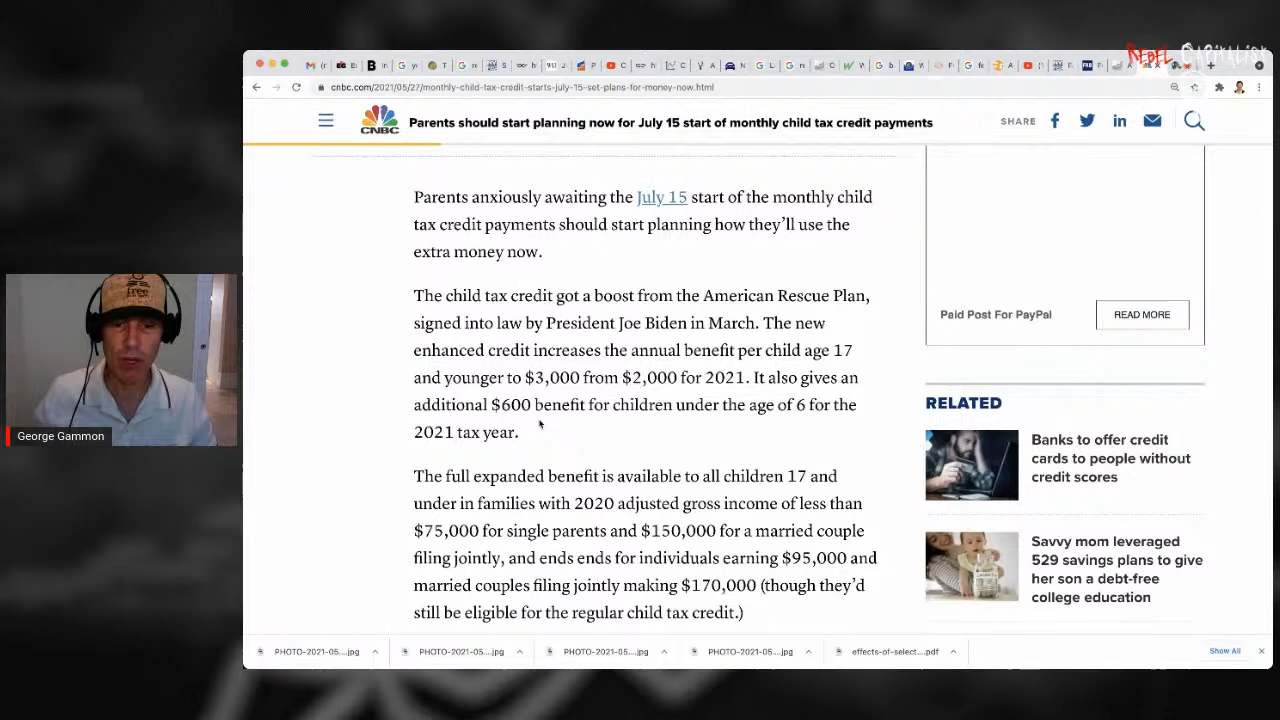 REBEL CAPITALIST
cnbc.com/2021/05/27/monthly-child-tax-credit-starts-july-15-set-plans-for-money-now.html
CNBC
Parents should start planning now for July 15 start of monthly child tax credit payments
SHARE
Parents anxiously awaiting the July 15 start of the monthly child
tax credit payments should start planning how they’ll use the
extra money now.
The child tax credit got a boost from the American Rescue Plan,
signed into law by President Joe Biden in March. The new
enhanced credit increases the annual benefit per child age 17
and younger to $3,000 from $2,000 for 2021. It also gives an
additional $600 benefit for children under the age of 6 for the
2021 tax year.
The full expanded benefit is available to all children 17 and
under in families with 2020 adjusted gross income of less than
$75,000 for single parents and $150,000 for a married couple
filing jointly, and ends ends for individuals earning $95,000 and
married couples filing jointly making $170,000 (though they’d
still be eligible for the regular child tax credit.)
Paid Post For PayPal
READ MORE
RELATED
Banks to offer credit
cards to people without
credit scores
Savvy mom leveraged
529 savings plans to give
her son a debt-free
college education
free
George Gammon
PHOTO-2021-05....jpg
PHOTO-2021-05....jpg
PHOTO-2021-05....jpg
PHOTO-2021-05....jpg
effects-of-select....pdf
Show All